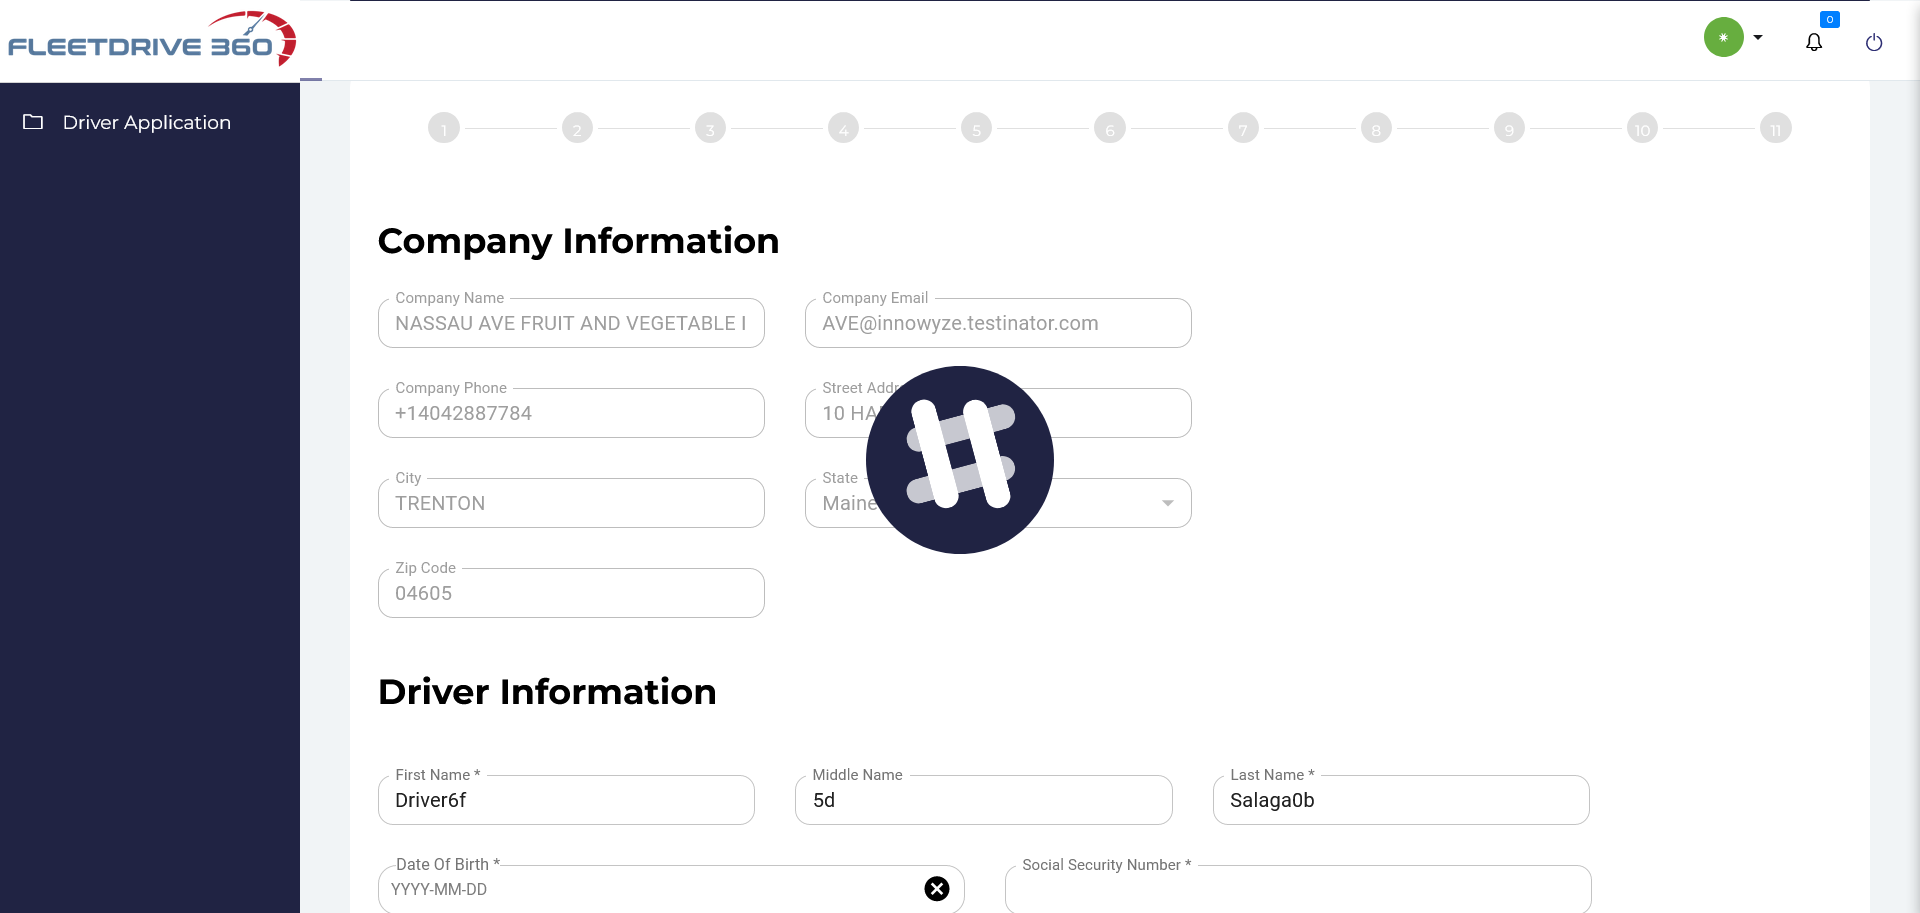 FLEETDRIVE 360
0
Driver Application
1 2 3 4 5 6 7 8 9 10 11
Company Information
Company Name
NASSAU AVE FRUIT AND VEGETABLE
Company Email
AVE@innowyze.testinator.com
Company Phone
+14042887784
Street
10
City
TRENTON
State
Maine
Zip Code
04605
Driver Information
First Name *
Driver6f
Middle Name
5d
Last Name *
Salaga0b
Date Of Birth *
YYYY-MM-DD
Social Security Number *